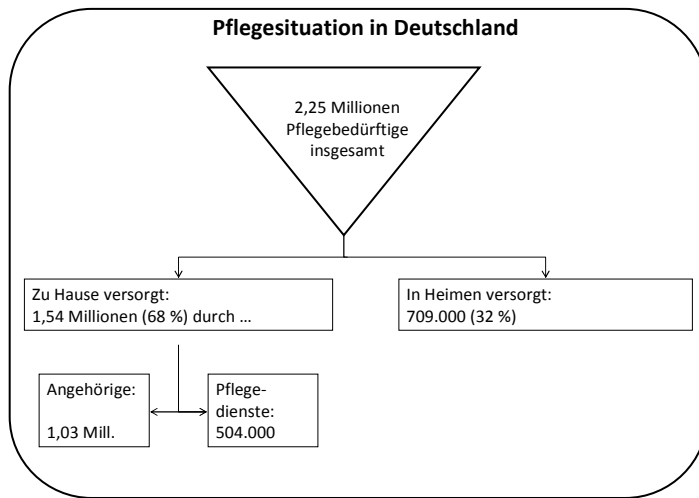 Pflegesituation in Deutschland
2,25 Millionen
Pflegebedürftige
insgesamt
Zu Hause versorgt:
1,54 Millionen (68 %) durch …
In Heimen versorgt:
709.000 (32 %)
Angehörige:
1,03 Mill.
Pflege-
dienste:
504.000